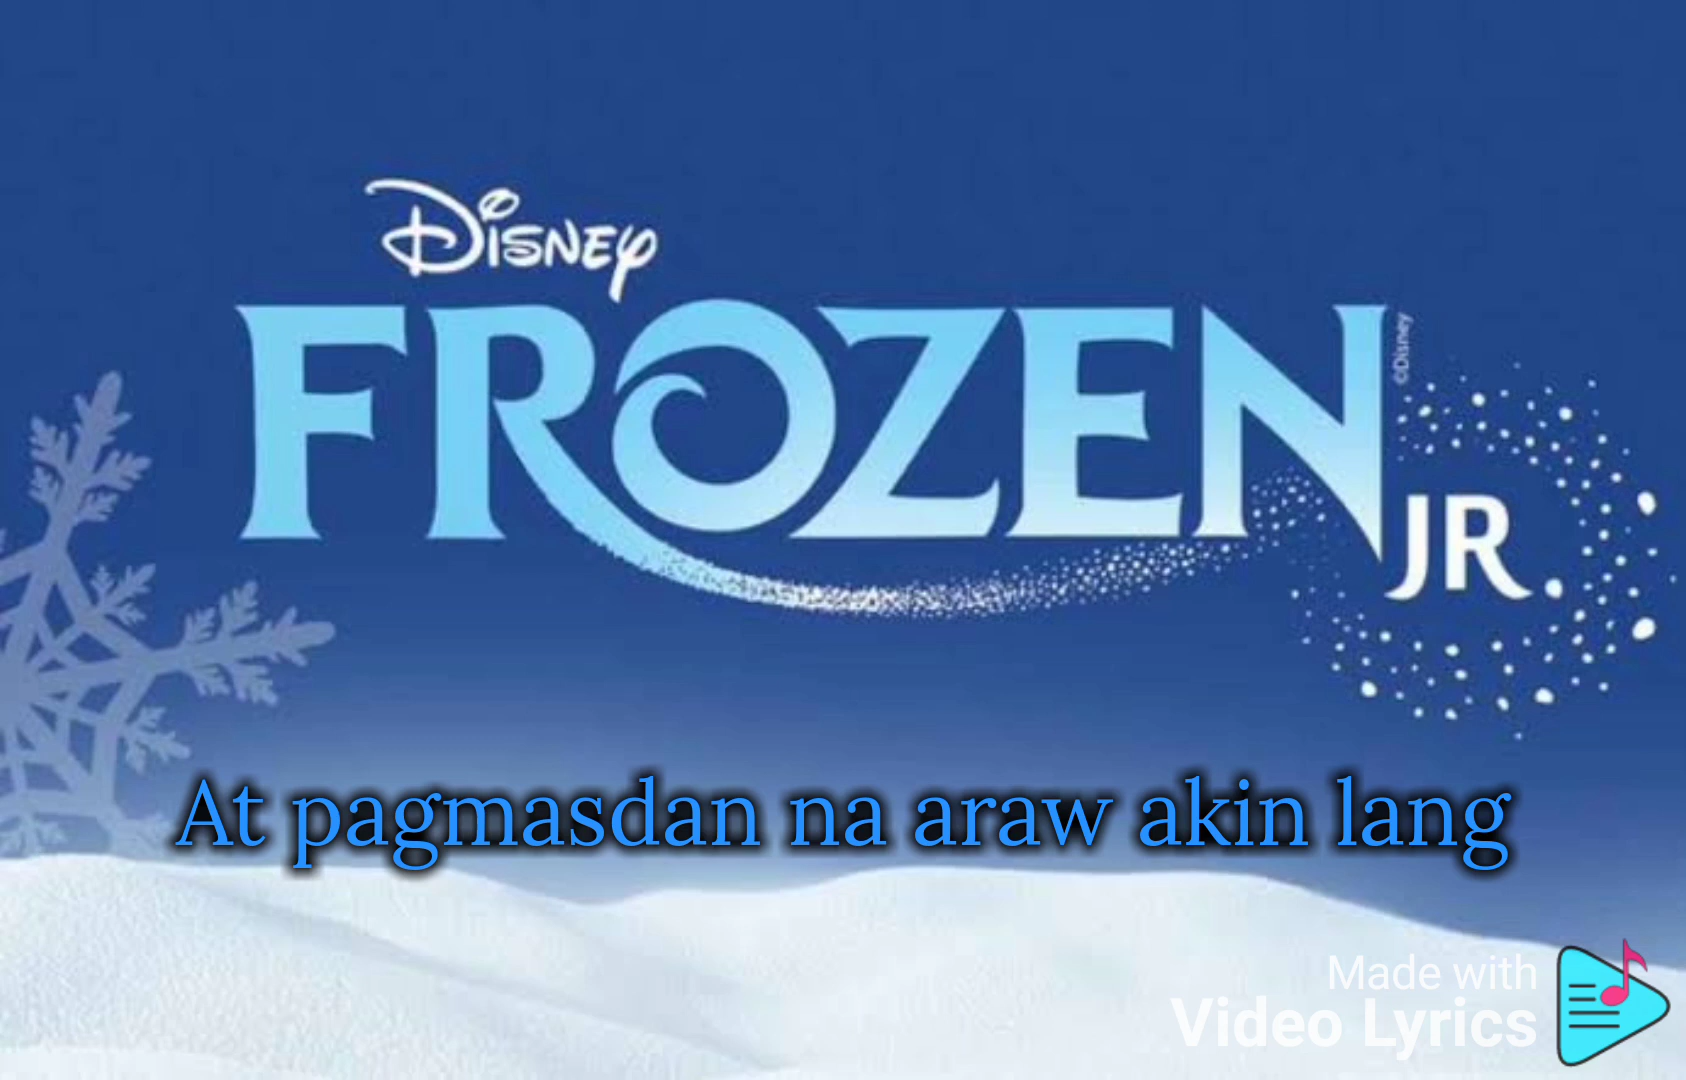 DISNEY
FROZEN
©Disney
JR
At pagmasdan na araw akin lang
Made with
Video Lyrics